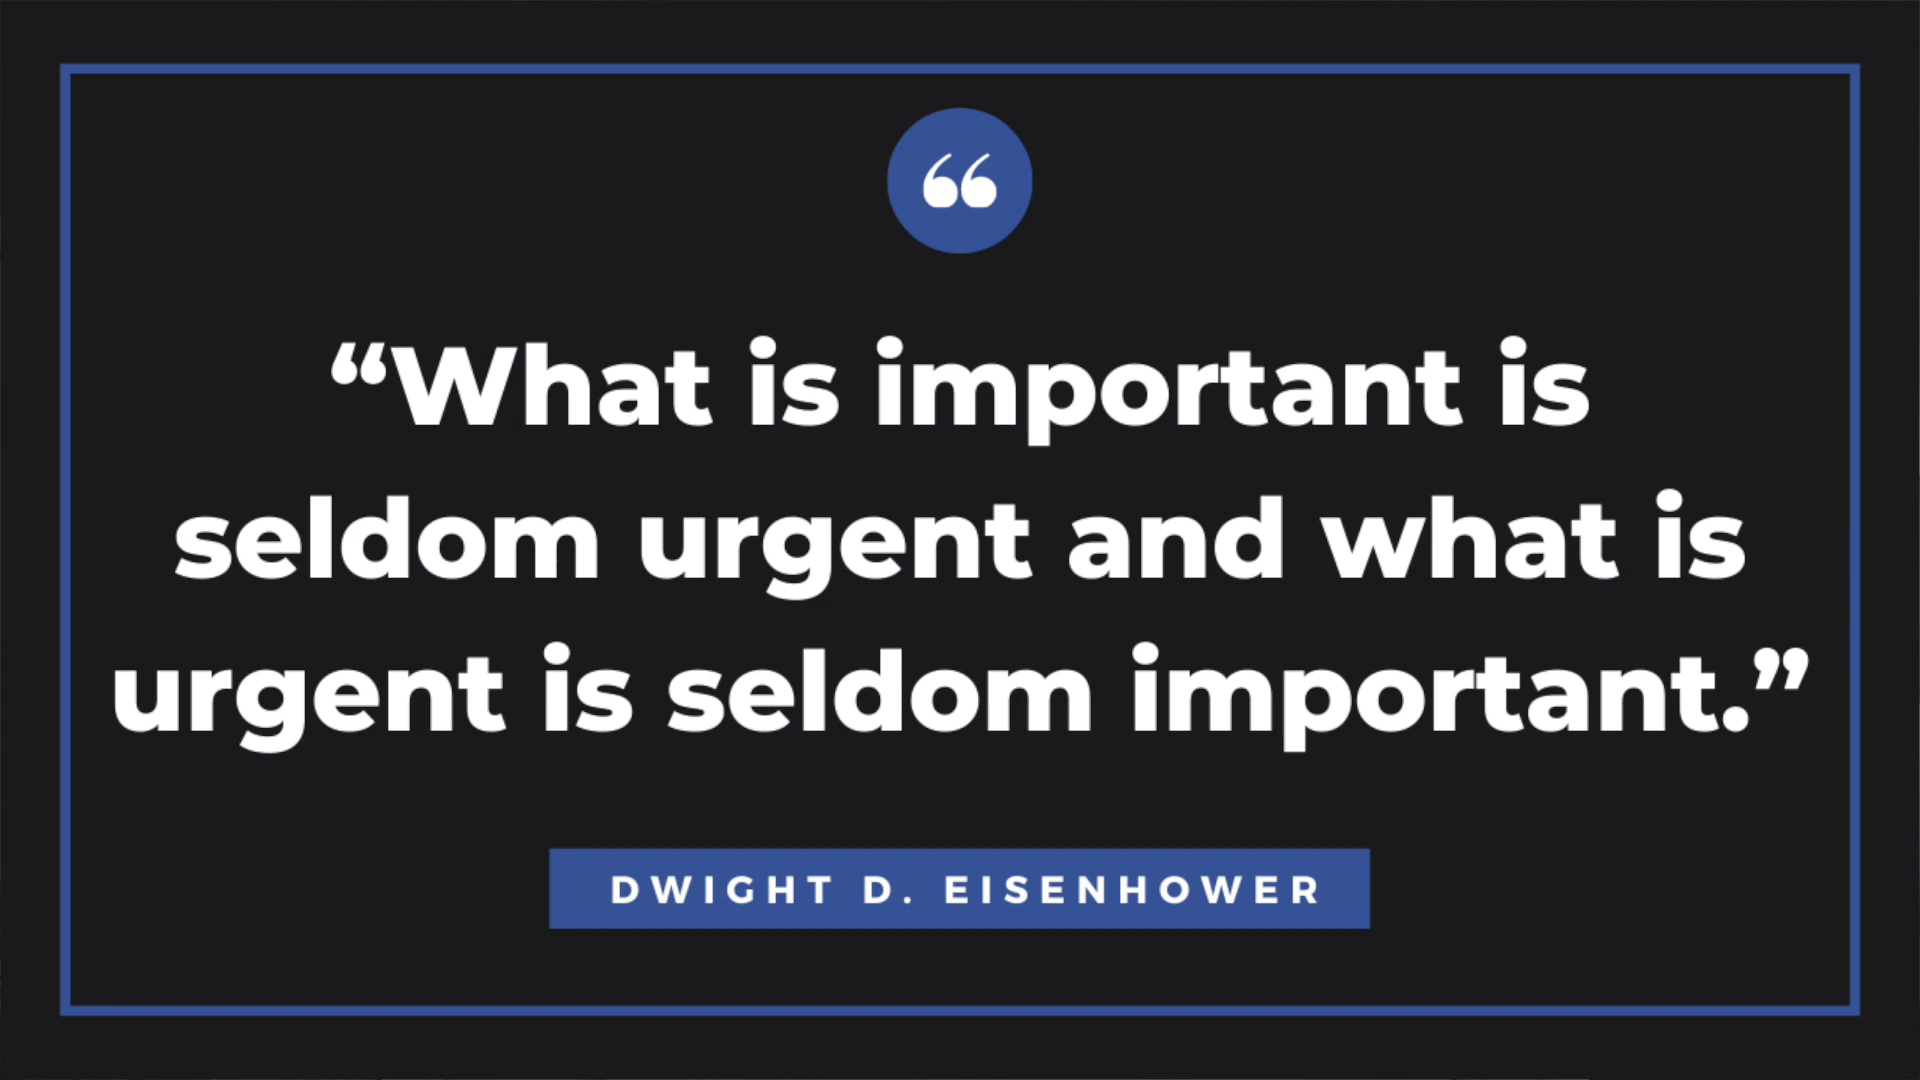 “
“What is important is
seldom urgent and what is
urgent is seldom important.”
DWIGHT D. EISENHOWER